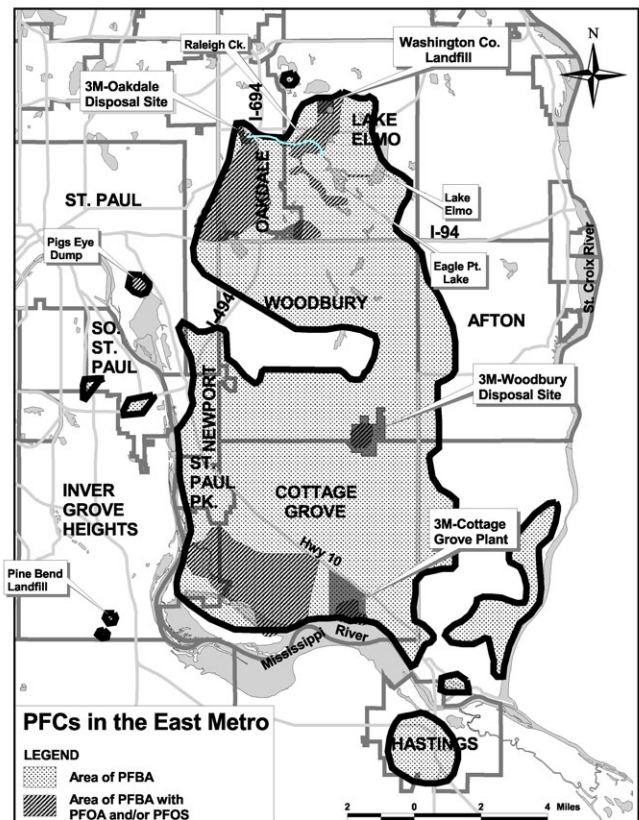 N
Raleigh Ck.
Washington Co.
Landfill
3M-Oakdale
Disposal Site
I-694
LAKE
ELMO
OAKDALE
ST. PAUL
Lake
Elmo
I-94
Pigs Eye
Dump
Eagle Pt.
Lake
St. Croix River
WOODBURY
I-494
AFTON
SO.
ST.
PAUL
3M-Woodbury
Disposal Site
NEWPORT
ST.
PAUL
PK.
INVER
GROVE
HEIGHTS
COTTAGE
GROVE
3M-Cottage
Grove Plant
Hwy 10
Pine Bend
Landfill
Mississippi River
HASTINGS
PFCs in the East Metro
LEGEND
Area of PFBA
Area of PFBA with
PFOA and/or PFOS
2 0 2 4 Miles